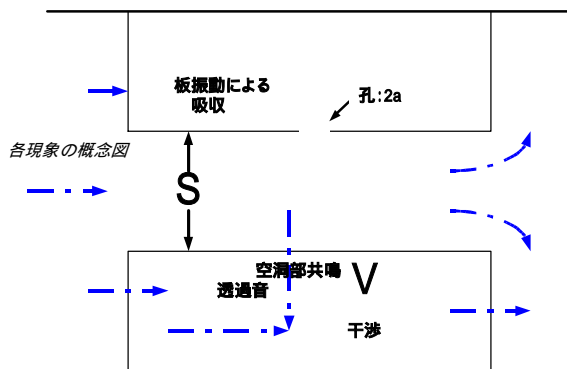 板振動による
吸収
孔:2a
各現象の概念図
S
空洞部共鳴
V
透過音
干渉